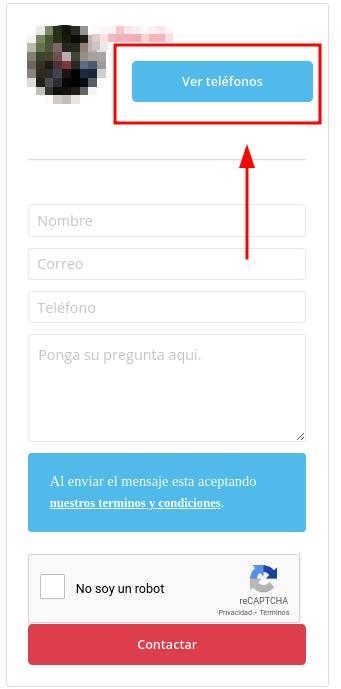 Ver teléfonos
Nombre
Correo
Teléfono
Ponga su pregunta aquí.
Al enviar el mensaje esta aceptando
nuestros terminos y condiciones.
No soy un robot
reCAPTCHA
Privacidad - Términos
Contactar